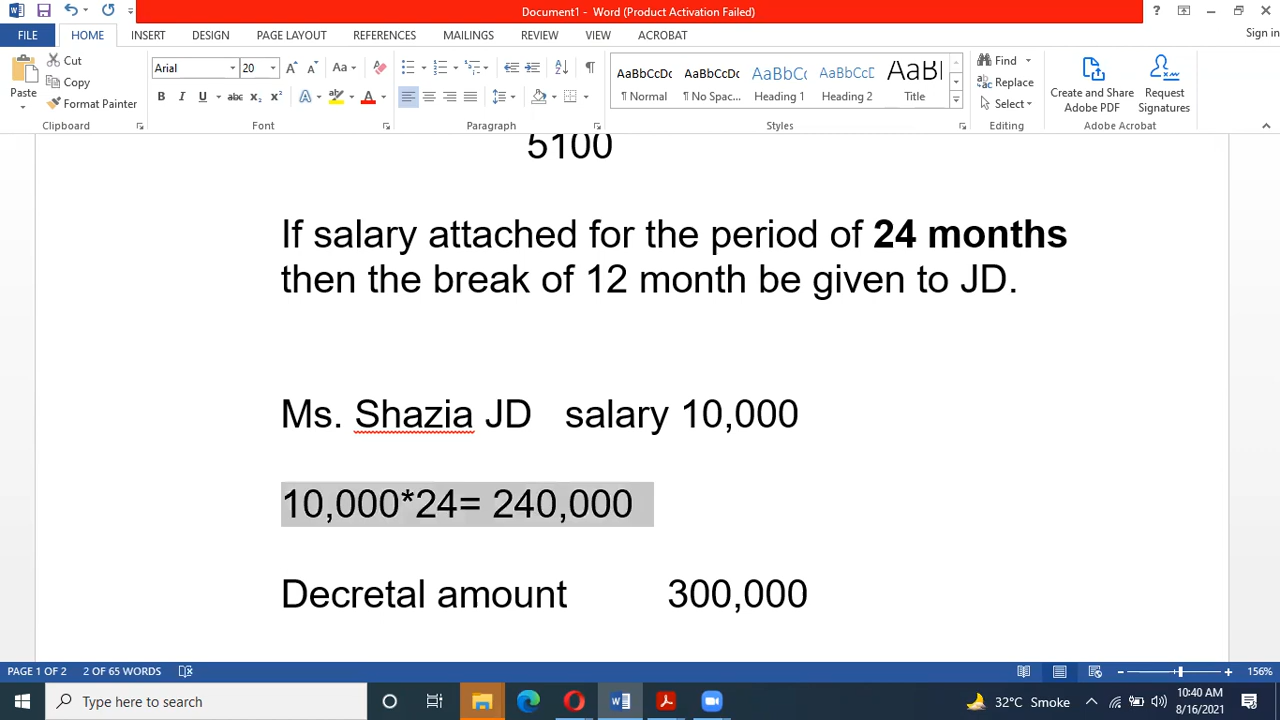 Document1 - Word (Product Activation Failed)
?
FILE HOME INSERT DESIGN PAGE LAYOUT REFERENCES MAILINGS REVIEW VIEW ACROBAT Sign in
Paste
Cut
Copy
Format Painter
Clipboard
Arial 20
Font
Paragraph
AaBbCcDc AaBbCcDc AaBbC AaBbCcD AaB
¶ Normal ¶ No Spac... Heading 1 Heading 2 Title
Styles
Find
Replace
Select
Editing
Create and Share
Adobe PDF
Request
Signatures
Adobe Acrobat
5100
If salary attached for the period of 24 months
then the break of 12 month be given to JD.
Ms. Shazia JD salary 10,000
10,000*24= 240,000
Decretal amount 300,000
PAGE 1 OF 2 2 OF 65 WORDS 156%
Type here to search
32°C Smoke
10:40 AM
8/16/2021